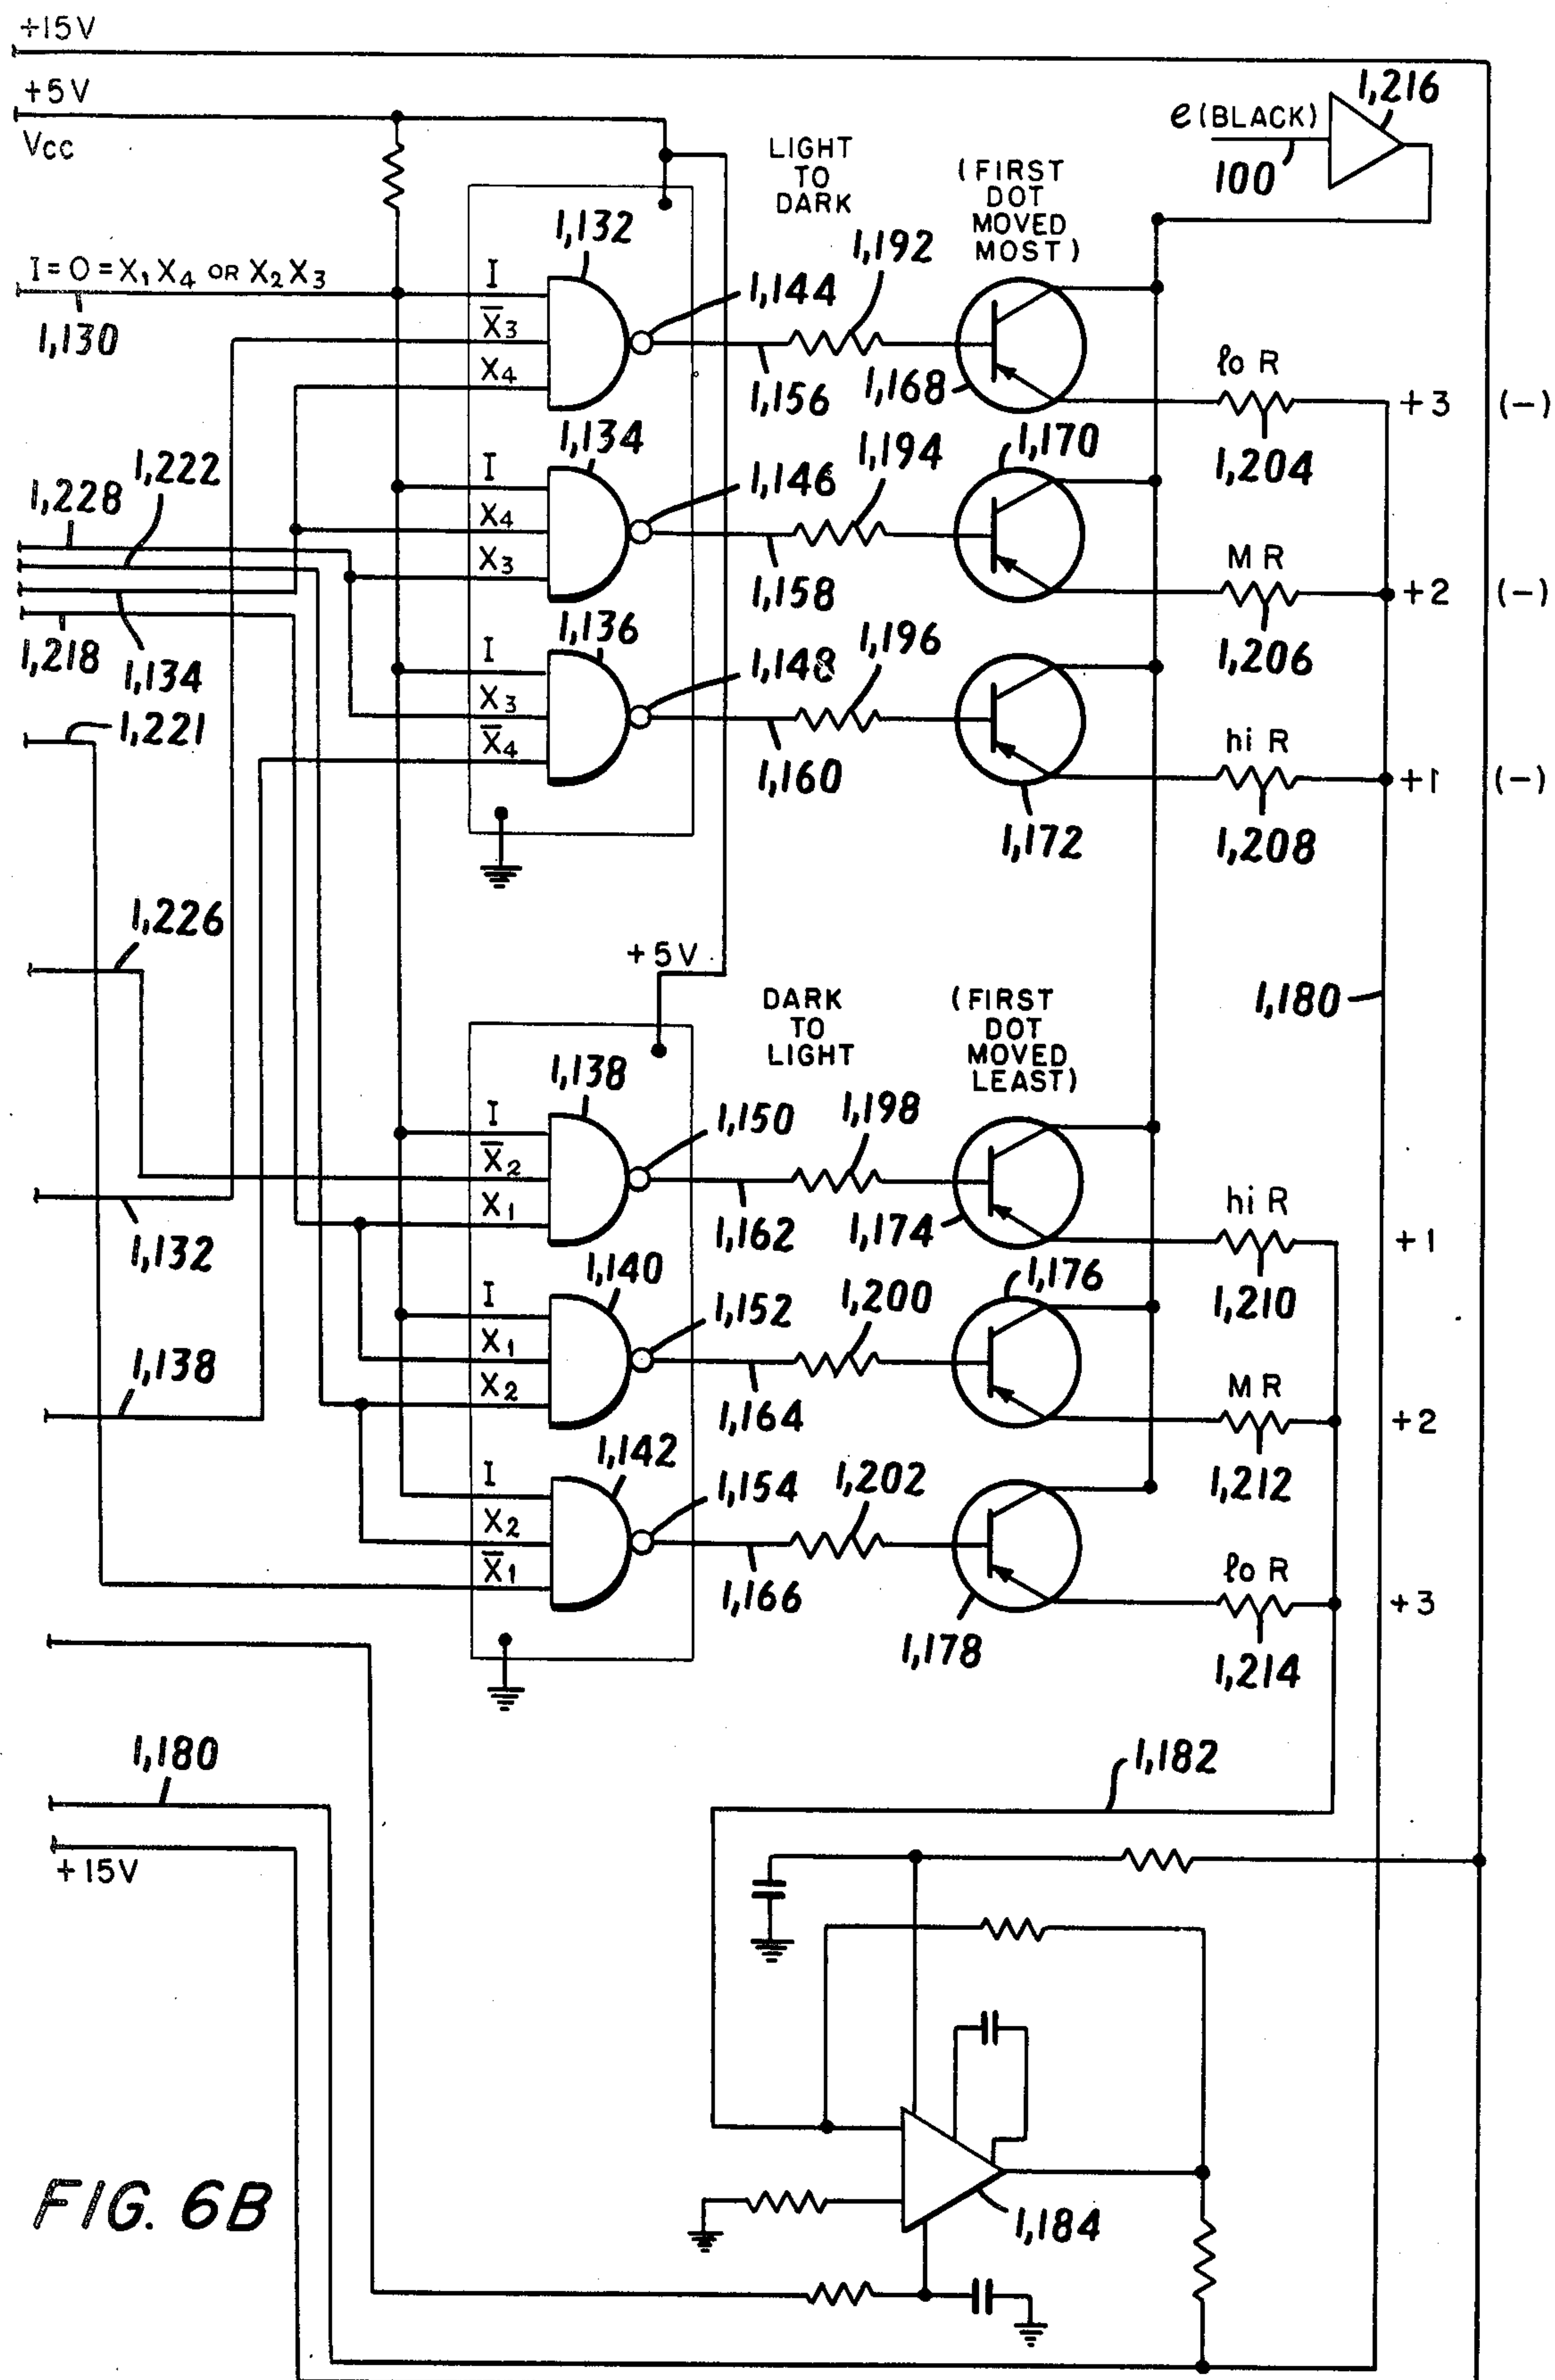 +15V
+5V
Vcc
e (BLACK)
1,216
100
LIGHT
TO
DARK
(FIRST
DOT
MOVED
MOST)
I = O = X₁ X₄ OR X₂ X₃
1,130
1,132
I
X̅₃
X₄
1,144
1,192
1,156
1,168
lo R
1,204
+3 (-)
1,134
I
X₄
X₃
1,146
1,194
1,158
1,170
M R
1,206
+2 (-)
1,228
1,222
1,218
1,134
1,136
I
X₃
X̅₄
1,148
1,196
1,160
1,172
hi R
1,208
+1 (-)
1,221
1,226
+5V
1,180
DARK
TO
LIGHT
(FIRST
DOT
MOVED
LEAST)
1,138
I
X̅₂
X₁
1,150
1,198
1,162
1,174
hi R
1,210
+1
1,132
1,140
I
X₁
X₂
1,152
1,200
1,164
1,176
M R
1,212
+2
1,138
1,142
I
X₂
X̅₁
1,154
1,202
1,166
1,178
lo R
1,214
+3
1,180
+15V
1,182
1,184
FIG. 6B